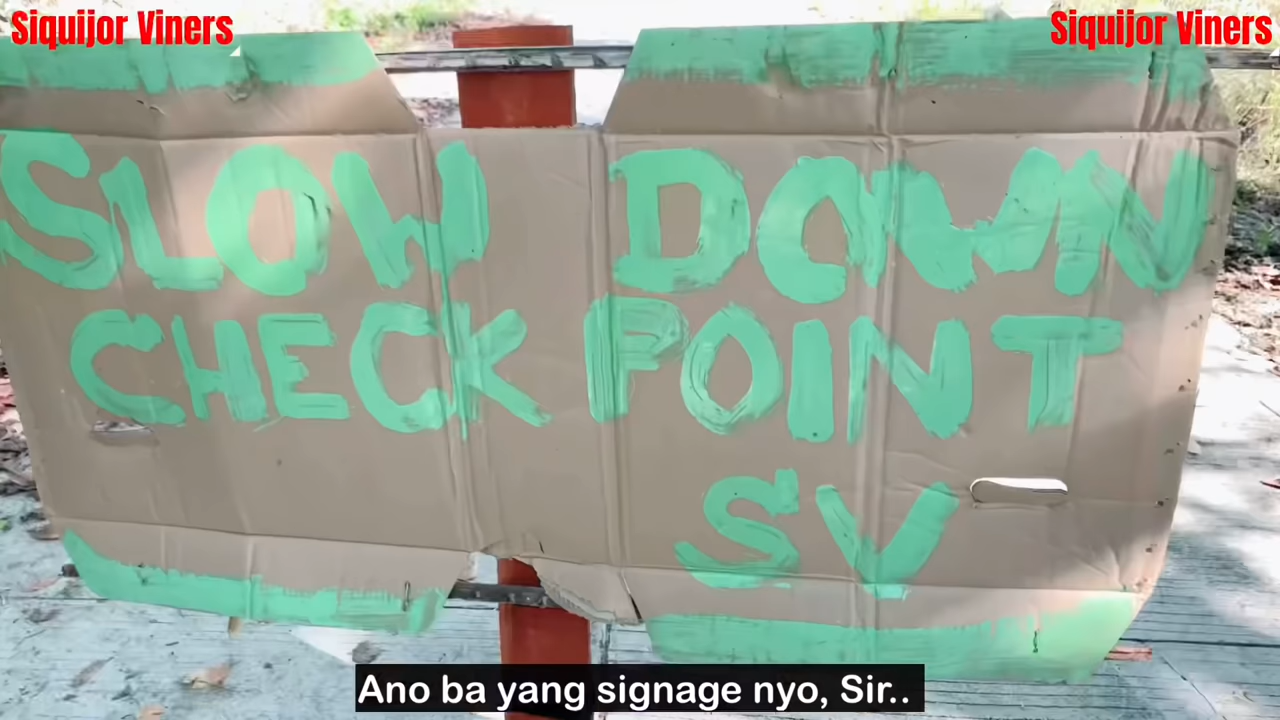 Siquijor Viners
Siquijor Viners
SLOW DOWN
CHECK POINT
SV
Ano ba yang signage nyo, Sir..